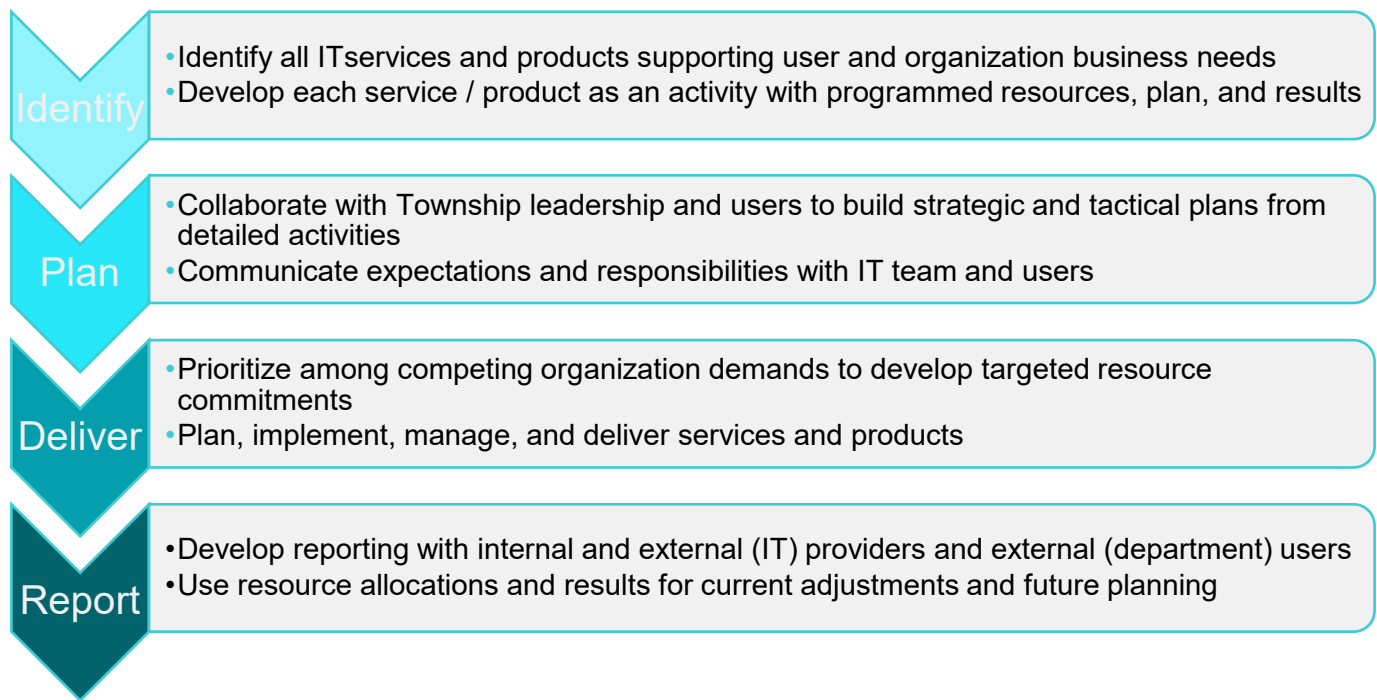 Identify
•Identify all ITservices and products supporting user and organization business needs
•Develop each service / product as an activity with programmed resources, plan, and results
Plan
•Collaborate with Township leadership and users to build strategic and tactical plans from
detailed activities
•Communicate expectations and responsibilities with IT team and users
Deliver
•Prioritize among competing organization demands to develop targeted resource
commitments
•Plan, implement, manage, and deliver services and products
Report
•Develop reporting with internal and external (IT) providers and external (department) users
•Use resource allocations and results for current adjustments and future planning